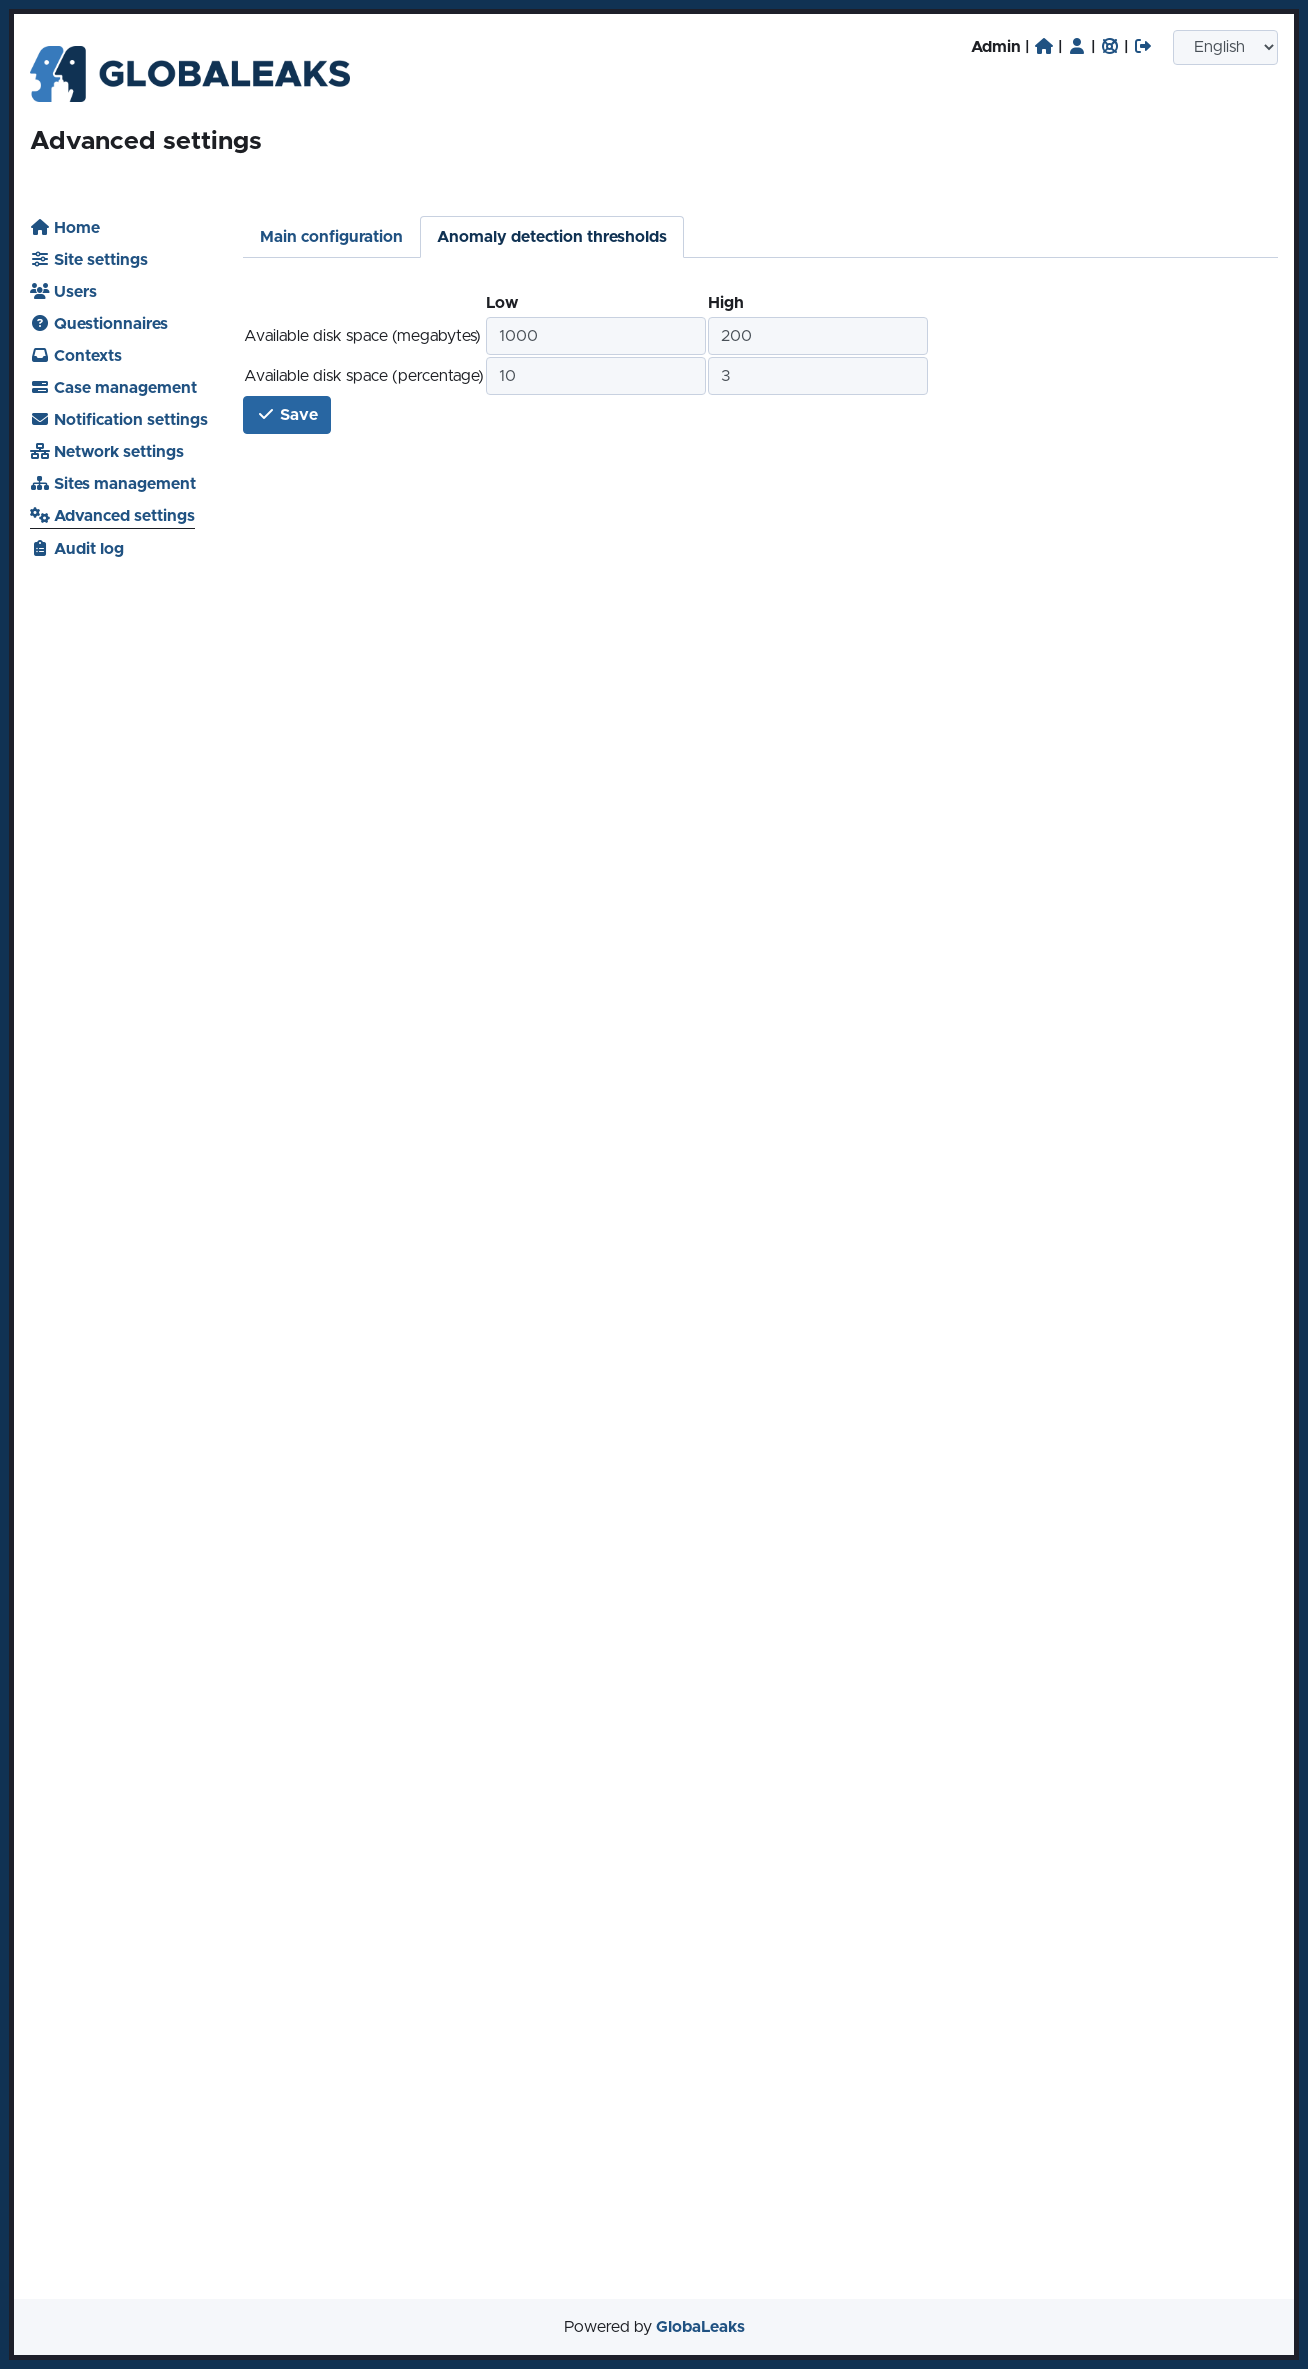 Admin | | | |
English
GLOBALEAKS
Advanced settings
Home
Site settings
Users
Questionnaires
Contexts
Case management
Notification settings
Network settings
Sites management
Advanced settings
Audit log
Main configuration
Anomaly detection thresholds
Low High
Available disk space (megabytes) 1000 200
Available disk space (percentage) 10 3
Save
Powered by GlobaLeaks